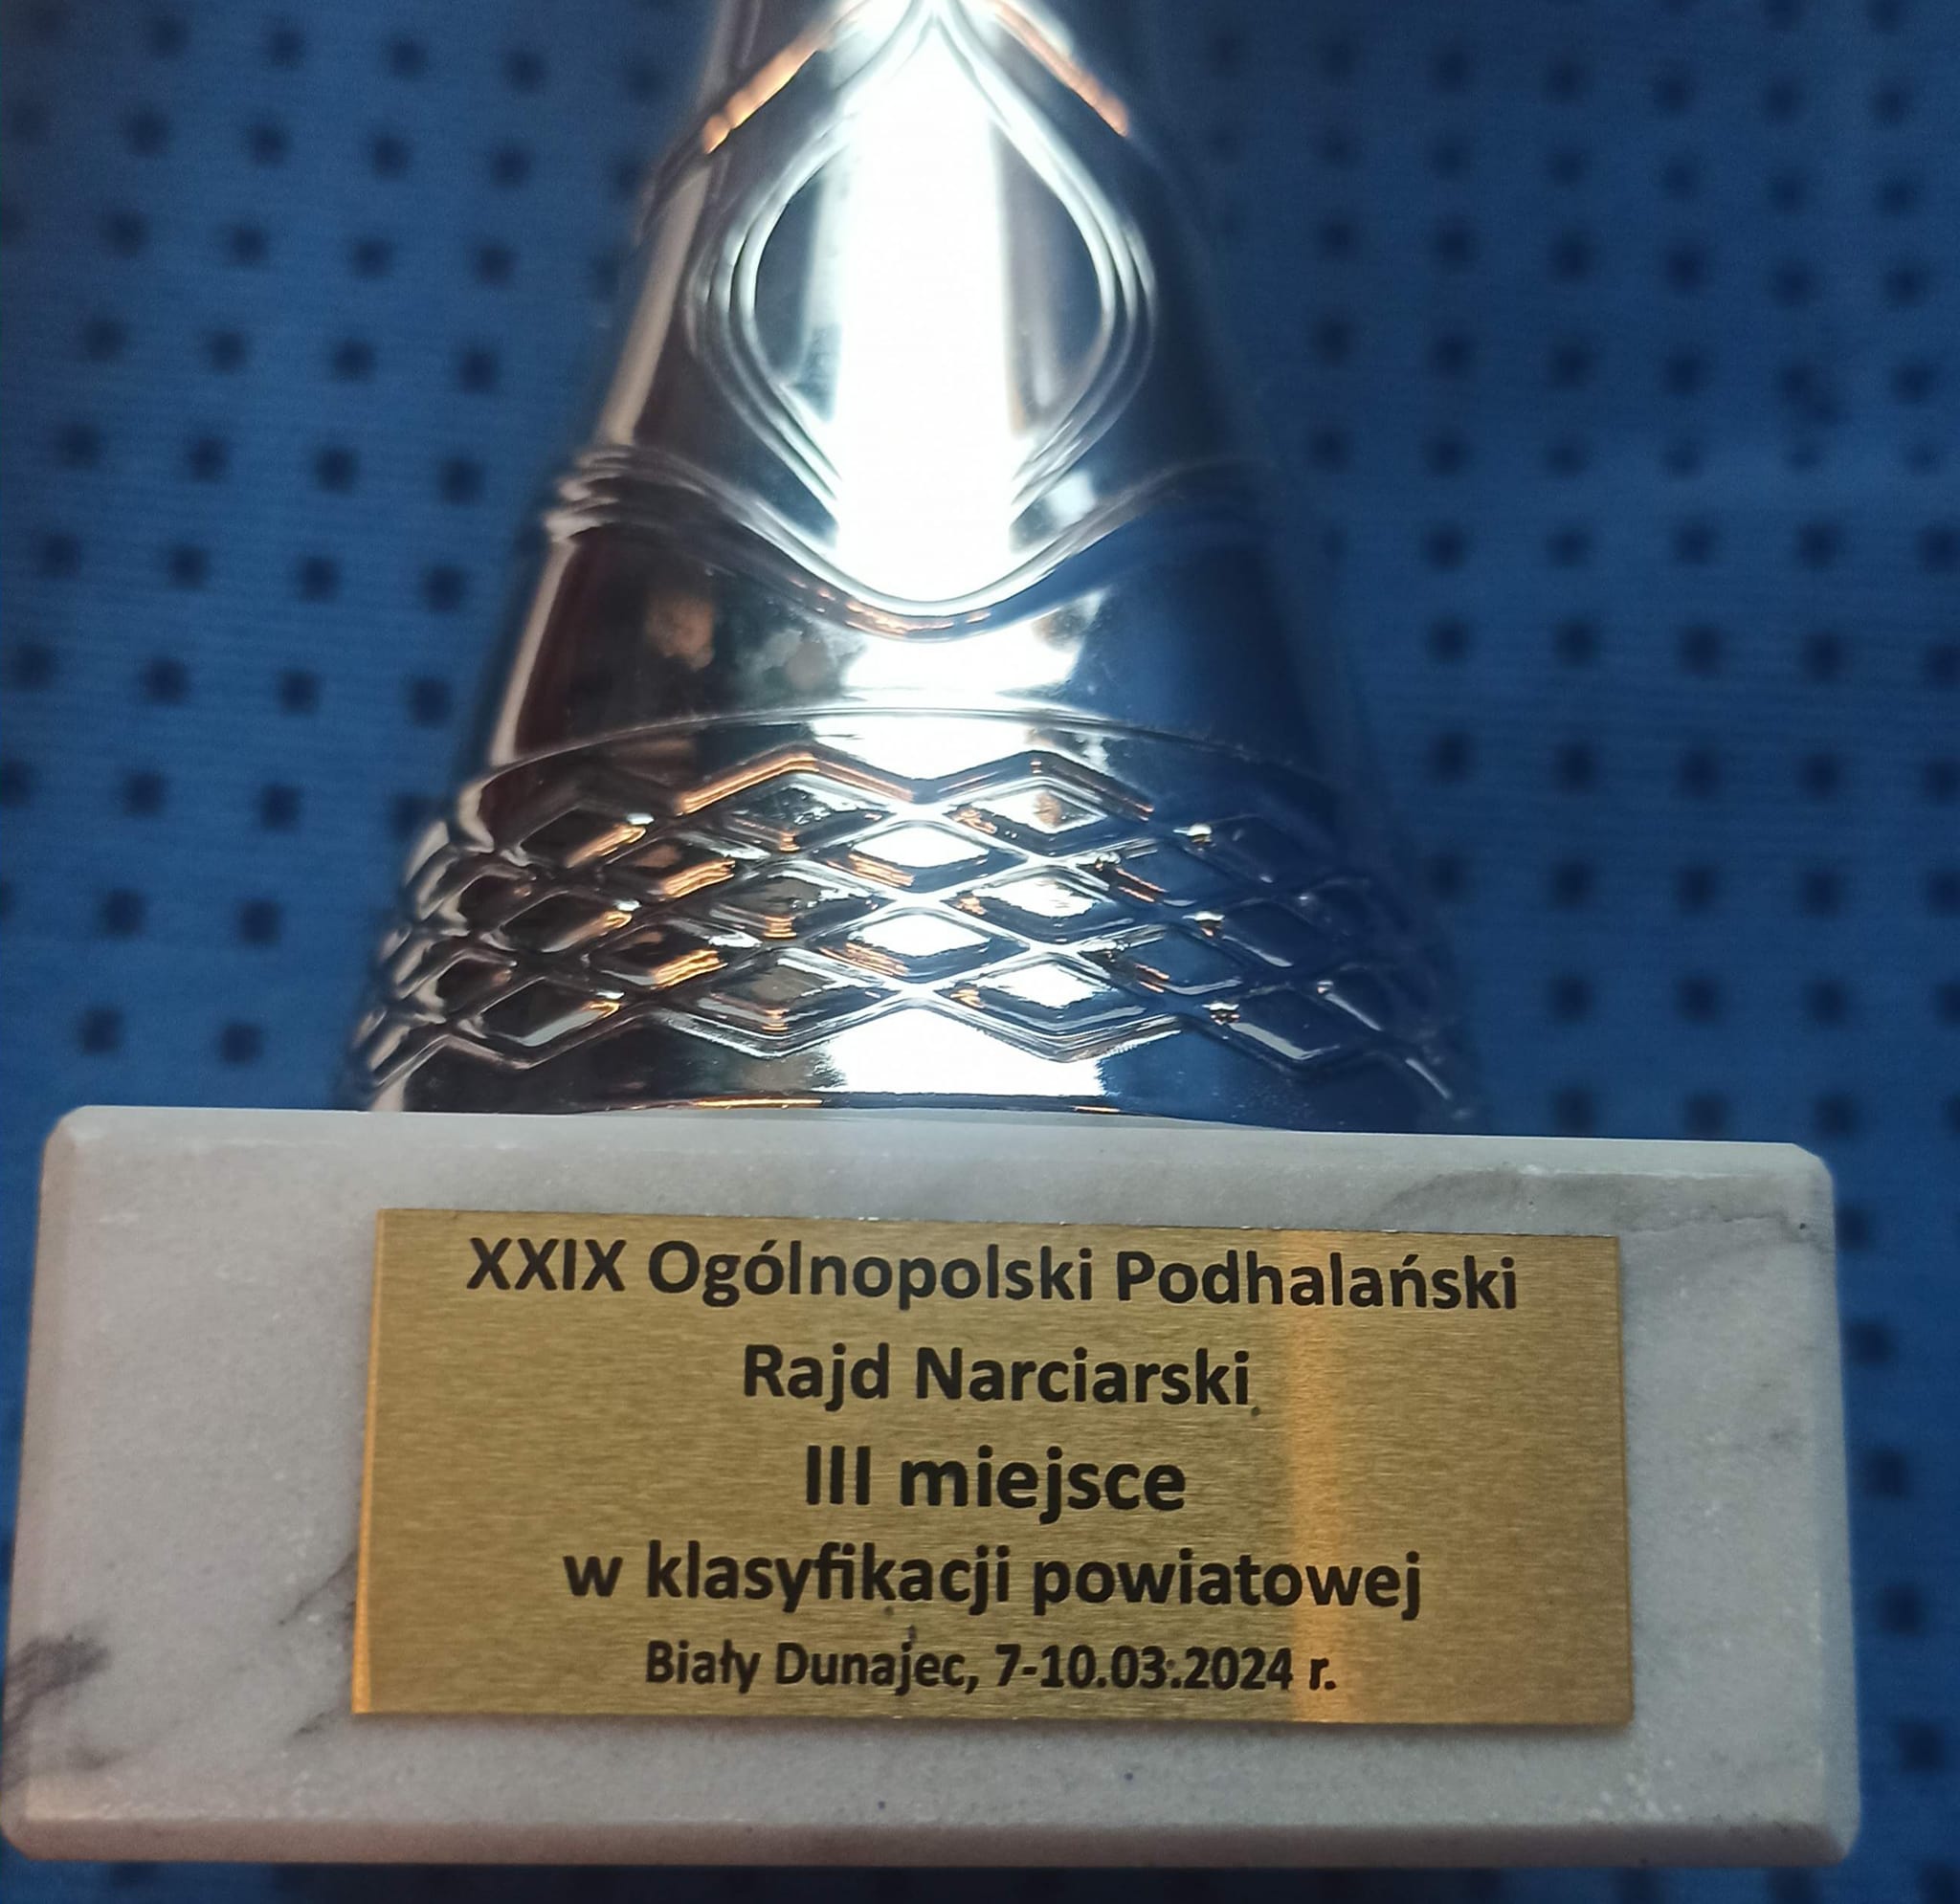 XXIX Ogólnopolski Podhalański
Rajd Narciarski
III miejsce
w klasyfikacji powiatowej
Biały Dunajec, 7-10.03.2024 r.